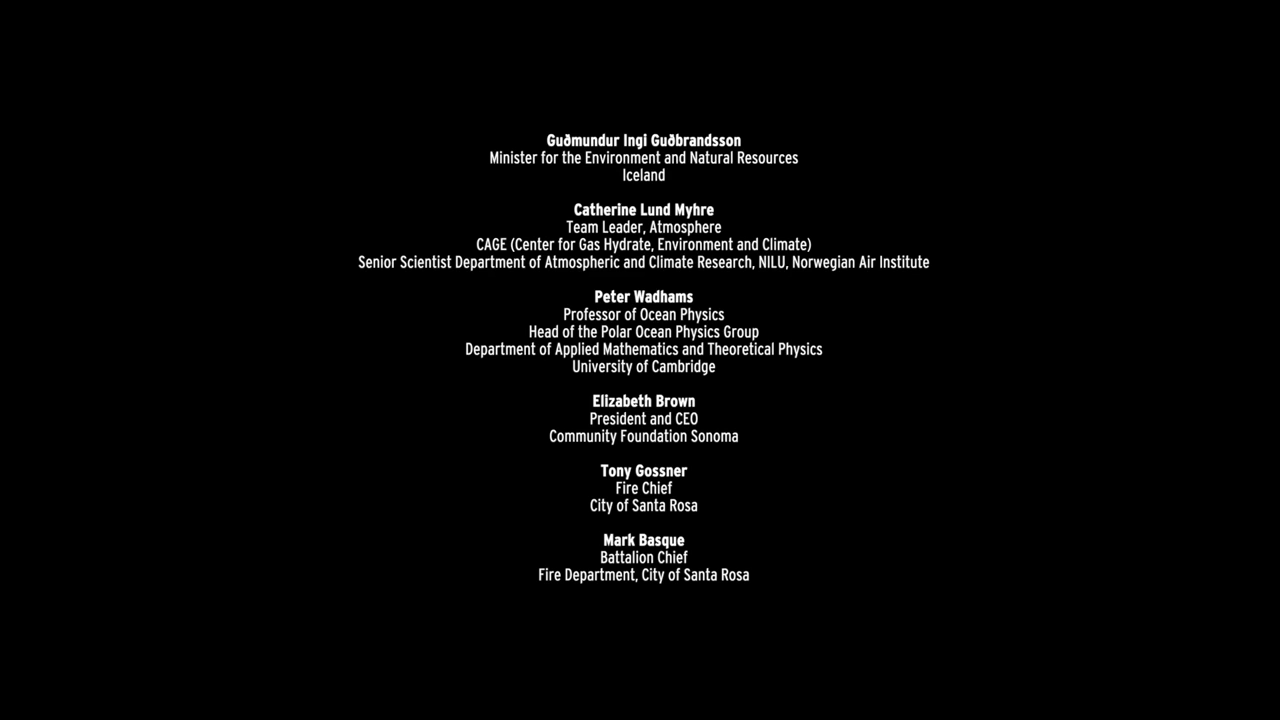 Guðmundur Ingi Guðbrandsson
Minister for the Environment and Natural Resources
Iceland
Catherine Lund Myhre
Team Leader, Atmosphere
CAGE (Center for Gas Hydrate, Environment and Climate)
Senior Scientist Department of Atmospheric and Climate Research, NILU, Norwegian Air Institute
Peter Wadhams
Professor of Ocean Physics
Head of the Polar Ocean Physics Group
Department of Applied Mathematics and Theoretical Physics
University of Cambridge
Elizabeth Brown
President and CEO
Community Foundation Sonoma
Tony Gossner
Fire Chief
City of Santa Rosa
Mark Basque
Battalion Chief
Fire Department, City of Santa Rosa